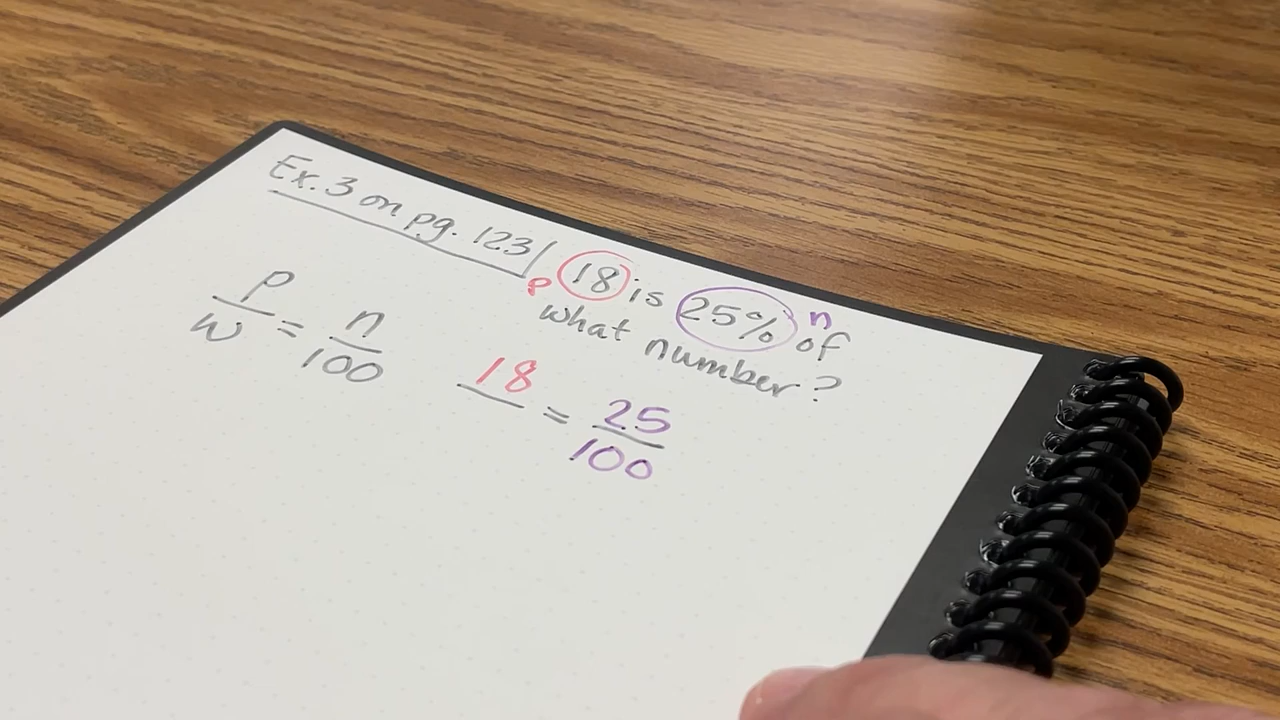 Ex. 3 on pg. 123
p 18 is 25% n of
what number?
p
w = n
100
18
= 25
100